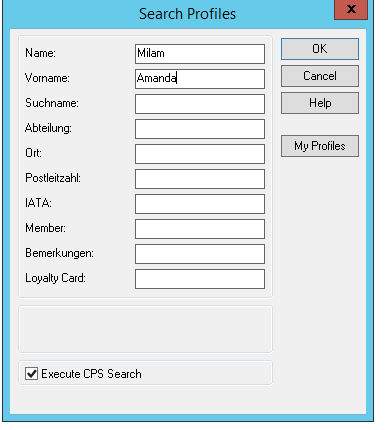 Search Profiles
x
Name: Milam
OK
Vorname: Amanda
Cancel
Suchname:
Help
Abteilung:
Ort:
My Profiles
Postleitzahl:
IATA:
Member:
Bemerkungen:
Loyalty Card:
Execute CPS Search